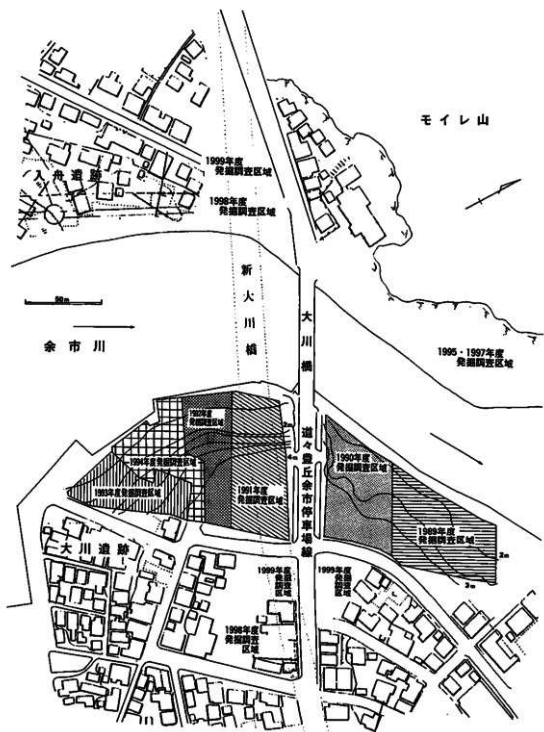 モイレ山
1999年度
発掘調査区域
入舟遺跡
1998年度
発掘調査区域
50m
新大川橋
大川橋
余市川
1995・1997年度
発掘調査区域
1992年度
発掘調査区域
2m
4m
道々豊丘余市停車場線
1990年度
発掘調査区域
1994年度発掘調査区域
1993年度発掘調査区域
1991年度
発掘調査区域
1989年度
発掘調査区域
2m
3m
大川遺跡
1999年度
発掘
調査
区域
1999年度
発掘
調査
区域
1998年度
発掘
調査
区域